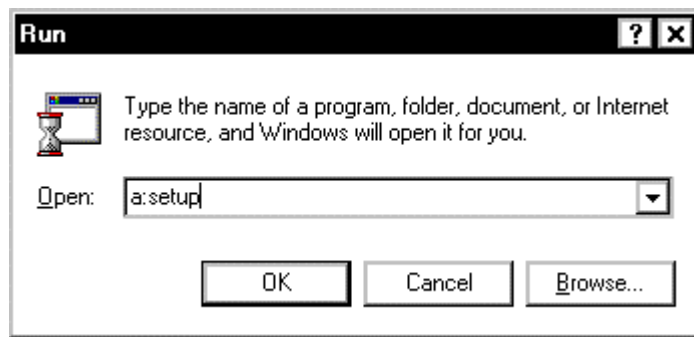 Run
Type the name of a program, folder, document, or Internet
resource, and Windows will open it for you.
Open: a:setup
OK Cancel Browse...